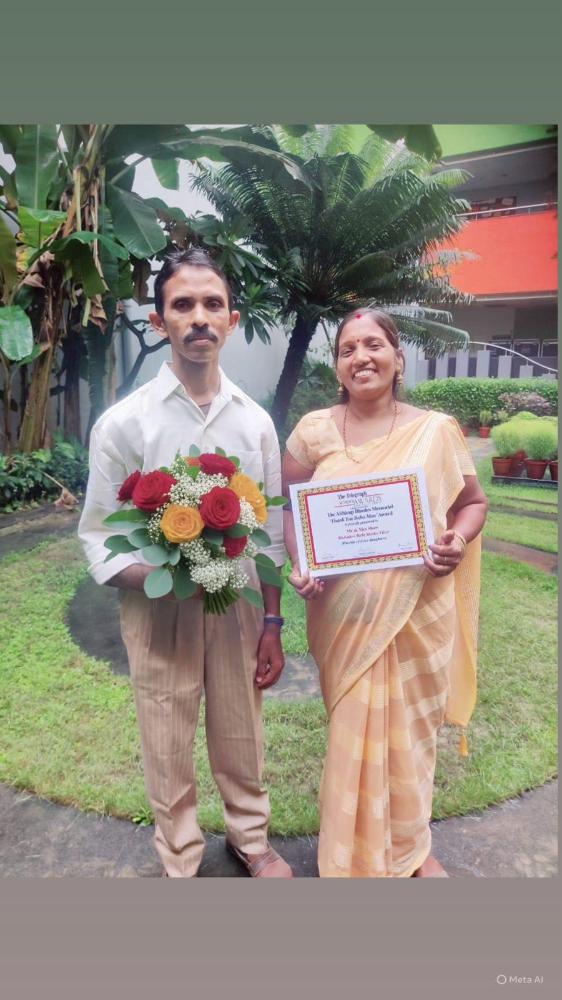 The Telegraph
SCHOOL AWARDS
The Abhirup Bhadra Memorial
'Thank You Baba-Maa' Award
is proudly presented to
Mr & Mrs Shaw
Mahadevi Birla Shishu Vihar
(Parents of three daughters)
Meta AI